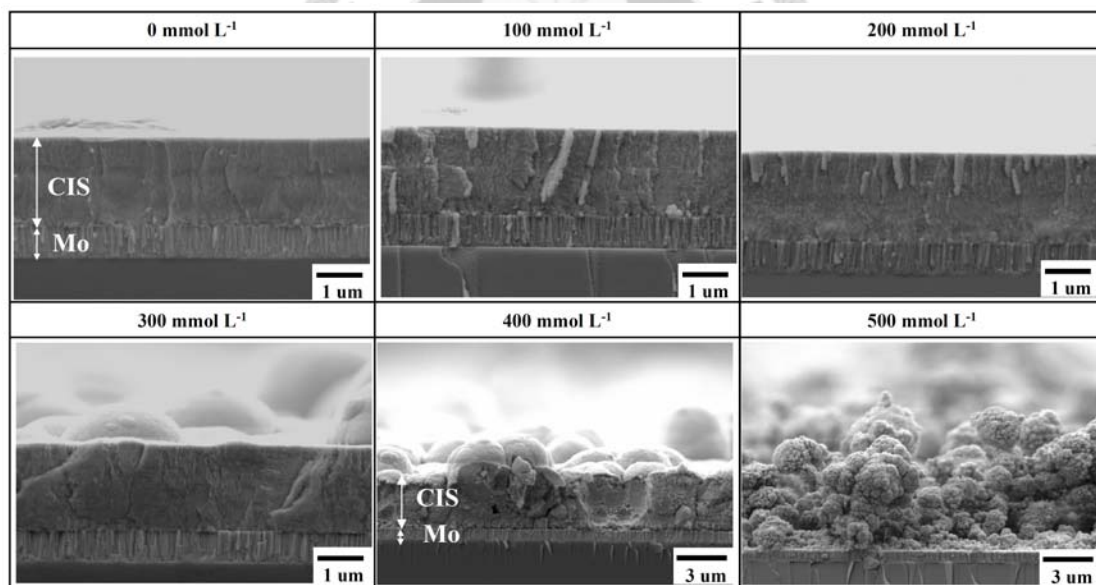 0 mmol L⁻¹
100 mmol L⁻¹
200 mmol L⁻¹
CIS
Mo
1 um
1 um
1 um
300 mmol L⁻¹
400 mmol L⁻¹
500 mmol L⁻¹
CIS
Mo
1 um
3 um
3 um